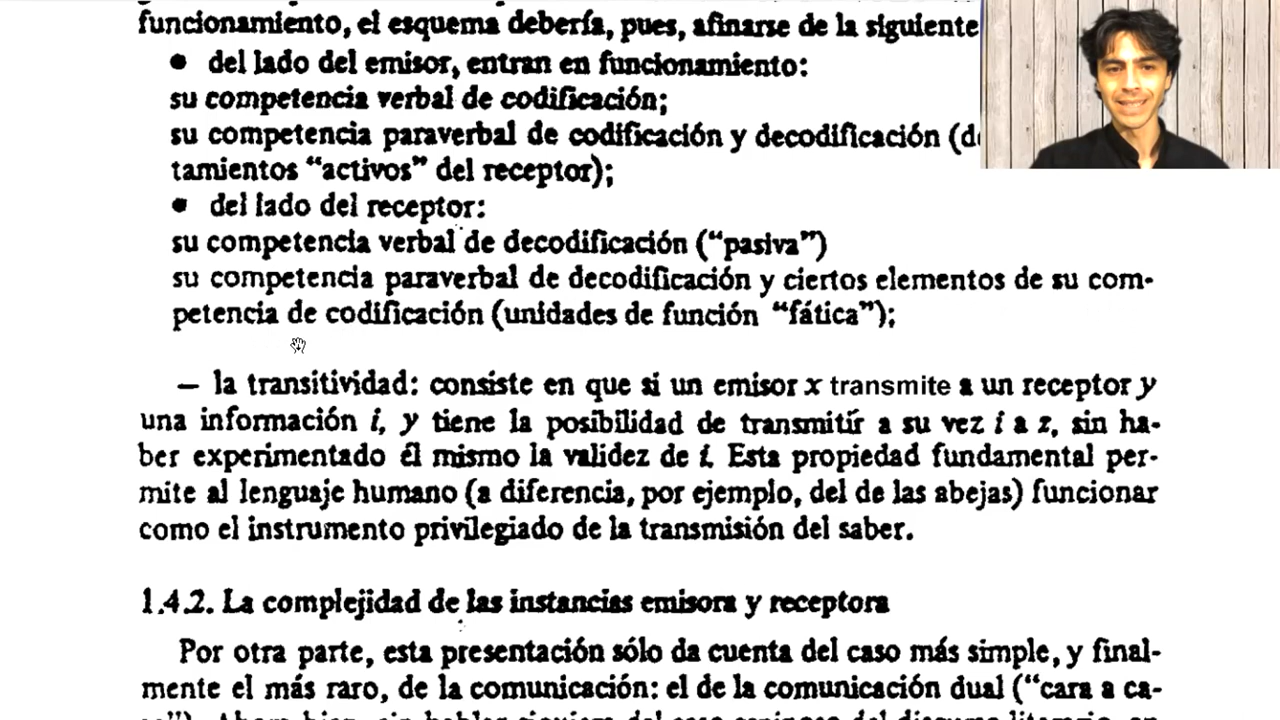 funcionamiento, el esquema debería, pues, afinarse de la siguiente
• del lado del emisor, entran en funcionamiento:
su competencia verbal de codificación;
su competencia paraverbal de codificación y decodificación (
tamientos “activos” del receptor);
• del lado del receptor:
su competencia verbal de decodificación (“pasiva”)
su competencia paraverbal de decodificación y ciertos elementos de su com-
petencia de codificación (unidades de función “fática”);
— la transitividad: consiste en que si un emisor x transmite a un receptor y
una información i, y tiene la posibilidad de transmitir a su vez i a z, sin ha-
ber experimentado él mismo la validez de i. Esta propiedad fundamental per-
mite al lenguaje humano (a diferencia, por ejemplo, del de las abejas) funcionar
como el instrumento privilegiado de la transmisión del saber.
1.4.2. La complejidad de las instancias emisora y receptora
Por otra parte, esta presentación sólo da cuenta del caso más simple, y final-
mente el más raro, de la comunicación: el de la comunicación dual (“cara a ca-